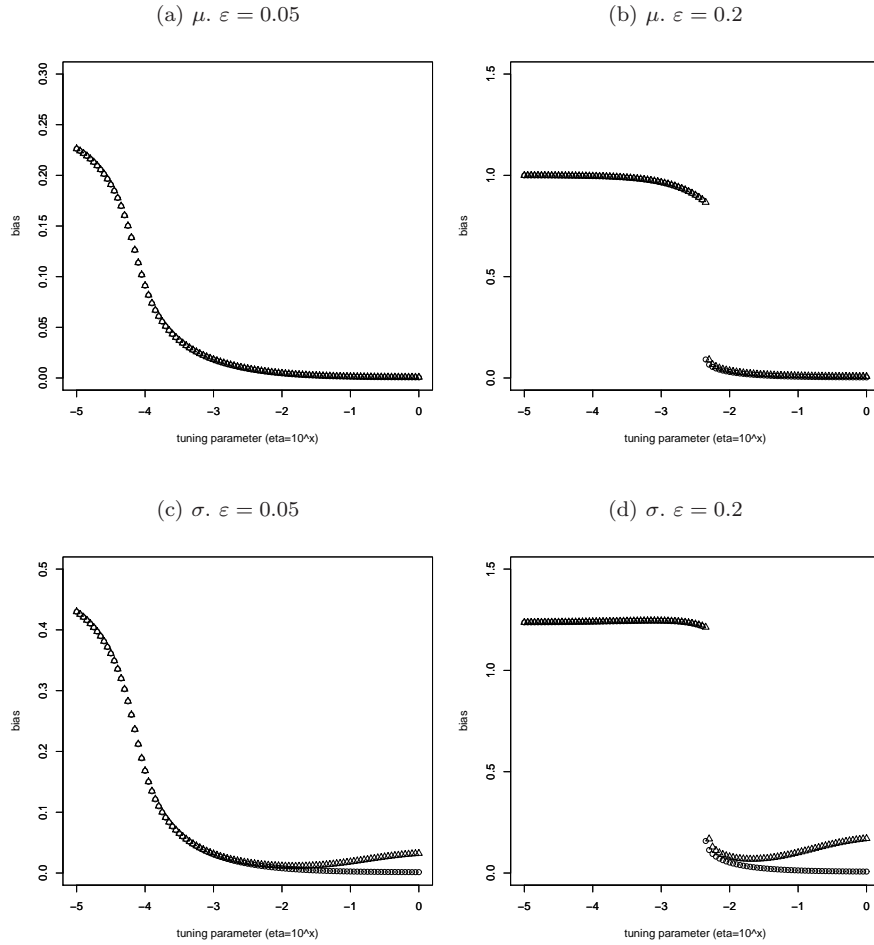 (a) μ. ε = 0.05
0.30
0.25
0.20
0.15
0.10
0.05
0.00
bias
-5 -4 -3 -2 -1 0
tuning parameter (eta=10^x)
(b) μ. ε = 0.2
1.5
1.0
0.5
0.0
bias
-5 -4 -3 -2 -1 0
tuning parameter (eta=10^x)
(c) σ. ε = 0.05
0.5
0.4
0.3
0.2
0.1
0.0
bias
-5 -4 -3 -2 -1 0
tuning parameter (eta=10^x)
(d) σ. ε = 0.2
1.5
1.0
0.5
0.0
bias
-5 -4 -3 -2 -1 0
tuning parameter (eta=10^x)